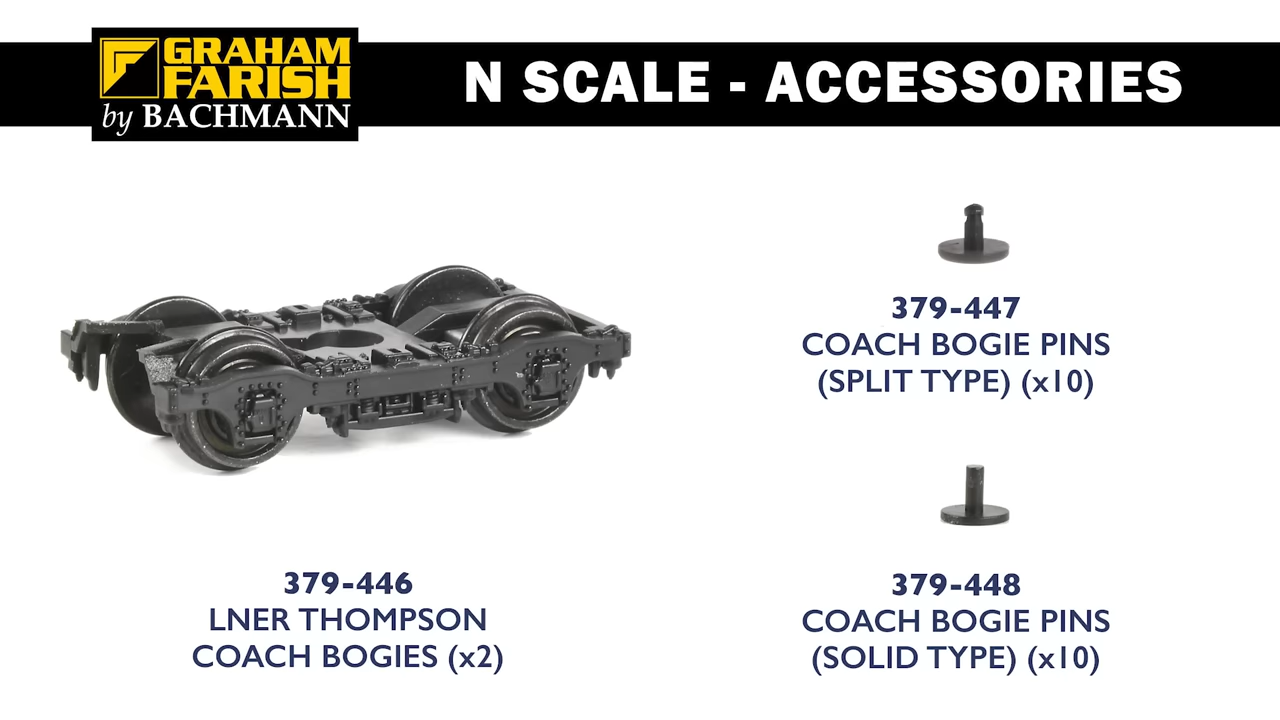 GRAHAM
FARISH
by BACHMANN
N SCALE - ACCESSORIES
379-446
LNER THOMPSON
COACH BOGIES (x2)
379-447
COACH BOGIE PINS
(SPLIT TYPE) (x10)
379-448
COACH BOGIE PINS
(SOLID TYPE) (x10)